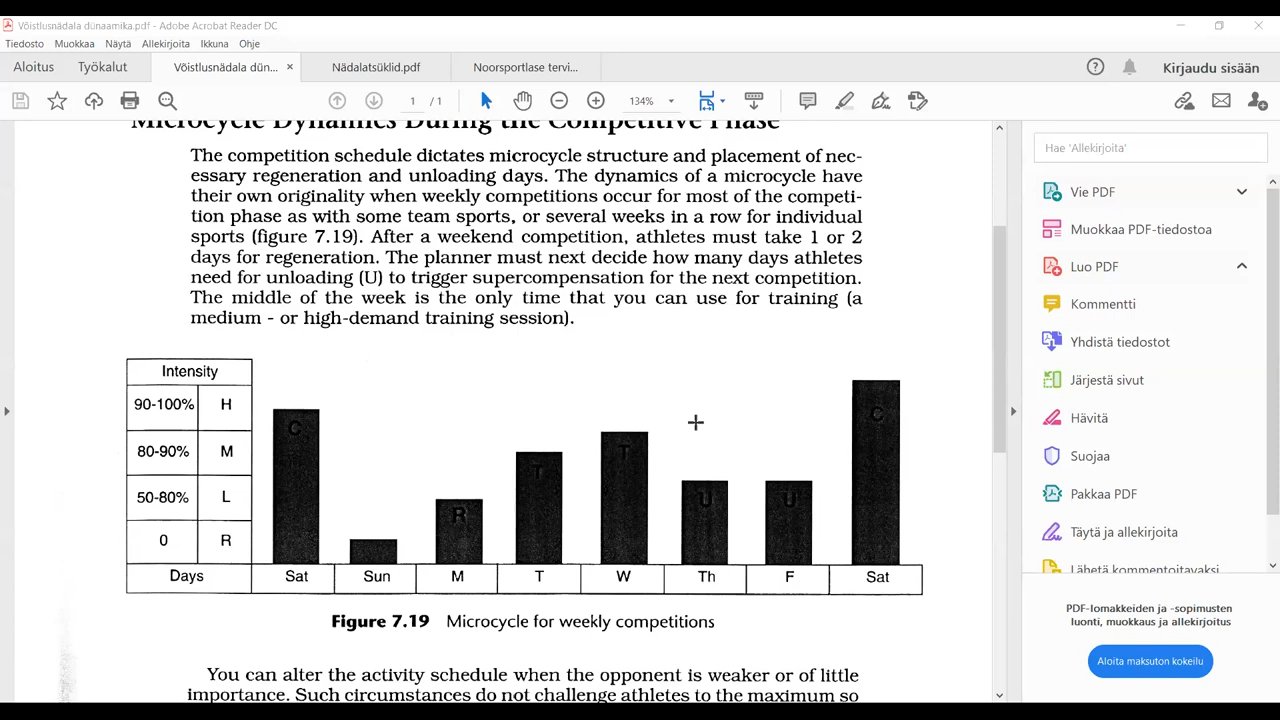 Võistlusnädala dünaamika.pdf - Adobe Acrobat Reader DC
Tiedosto Muokkaa Näytä Allekirjoita Ikkuna Ohje
Aloitus Työkalut Võistlusnädala dün... × Nädalatsüklid.pdf Noorsportlase tervi... Kirjaudu sisään
1 / 1 134%
Microcycle Dynamics During the Competitive Phase
The competition schedule dictates microcycle structure and placement of nec-
essary regeneration and unloading days. The dynamics of a microcycle have
their own originality when weekly competitions occur for most of the competi-
tion phase as with some team sports, or several weeks in a row for individual
sports (figure 7.19). After a weekend competition, athletes must take 1 or 2
days for regeneration. The planner must next decide how many days athletes
need for unloading (U) to trigger supercompensation for the next competition.
The middle of the week is the only time that you can use for training (a
medium - or high-demand training session).
Intensity
90-100% H
80-90% M
50-80% L
0 R
C R T T U U C
Days Sat Sun M T W Th F Sat
Figure 7.19 Microcycle for weekly competitions
You can alter the activity schedule when the opponent is weaker or of little
importance. Such circumstances do not challenge athletes to the maximum so
Hae 'Allekirjoita'
Vie PDF
Muokkaa PDF-tiedostoa
Luo PDF
Kommentti
Yhdistä tiedostot
Järjestä sivut
Hävitä
Suojaa
Pakkaa PDF
Täytä ja allekirjoita
Lähetä kommentoitavaksi
PDF-lomakkeiden ja -sopimusten
luonti, muokkaus ja allekirjoitus
Aloita maksuton kokeilu